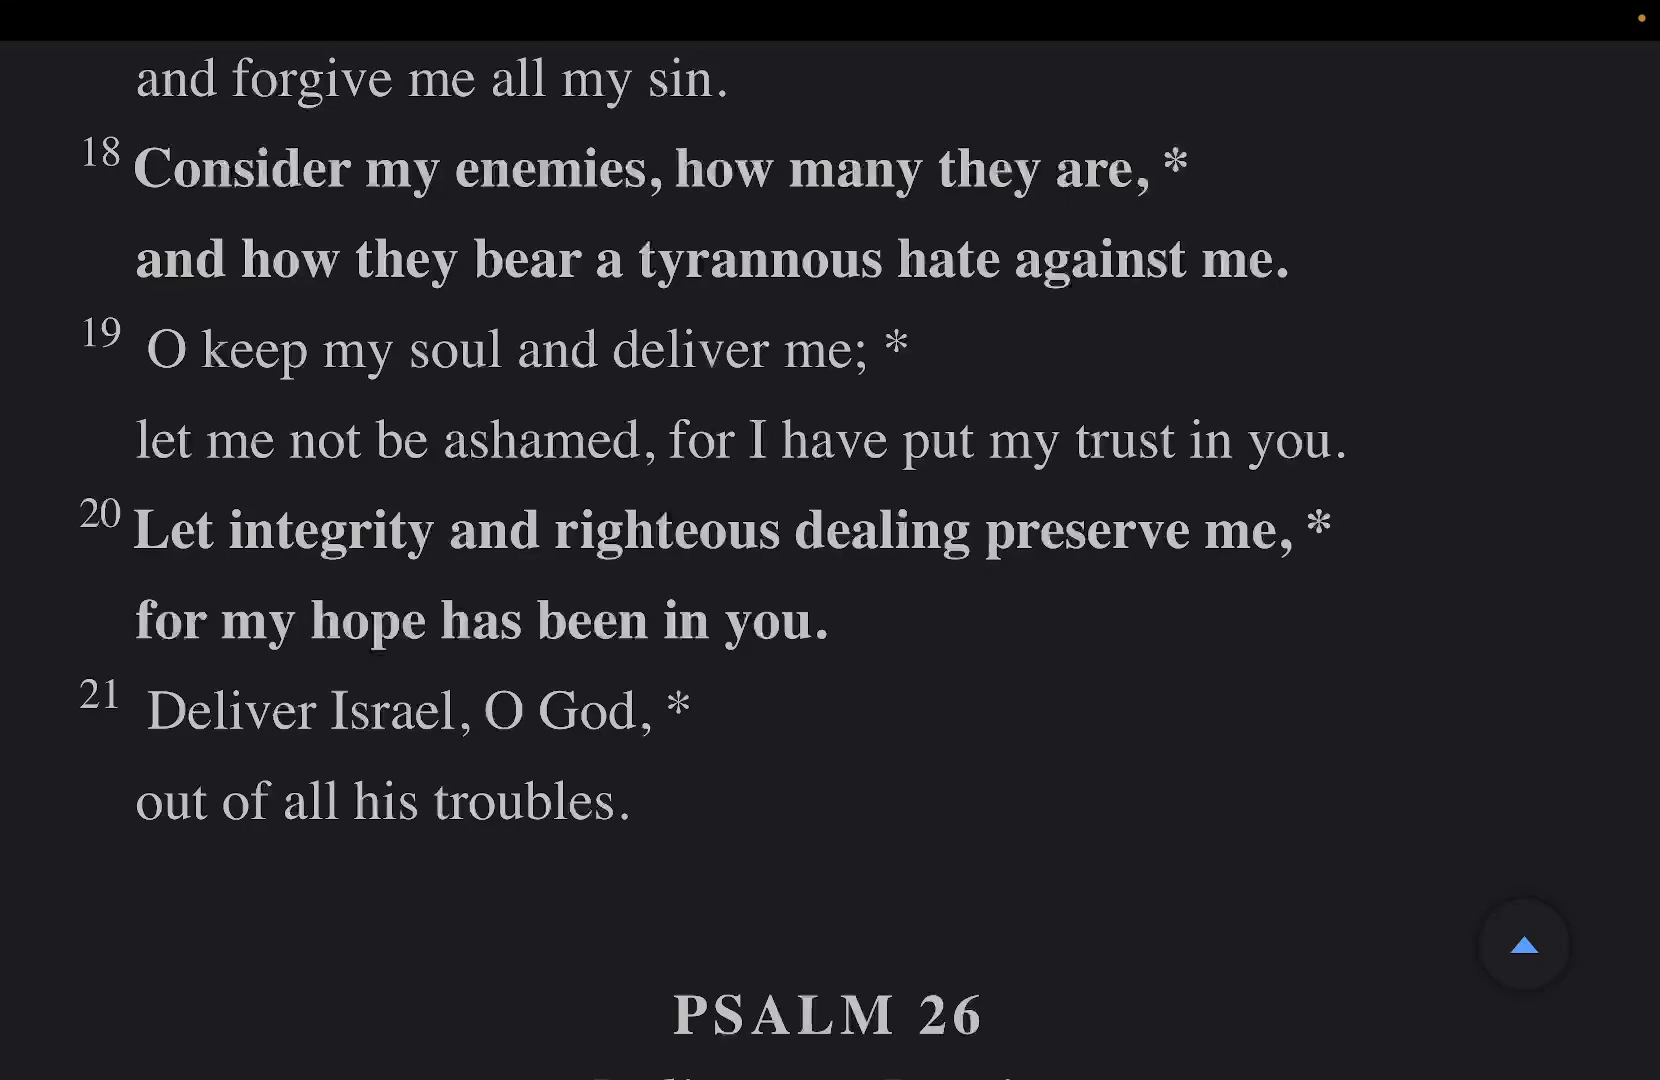 and forgive me all my sin.
18 Consider my enemies, how many they are, *
and how they bear a tyrannous hate against me.
19 O keep my soul and deliver me; *
let me not be ashamed, for I have put my trust in you.
20 Let integrity and righteous dealing preserve me, *
for my hope has been in you.
21 Deliver Israel, O God, *
out of all his troubles.
PSALM 26